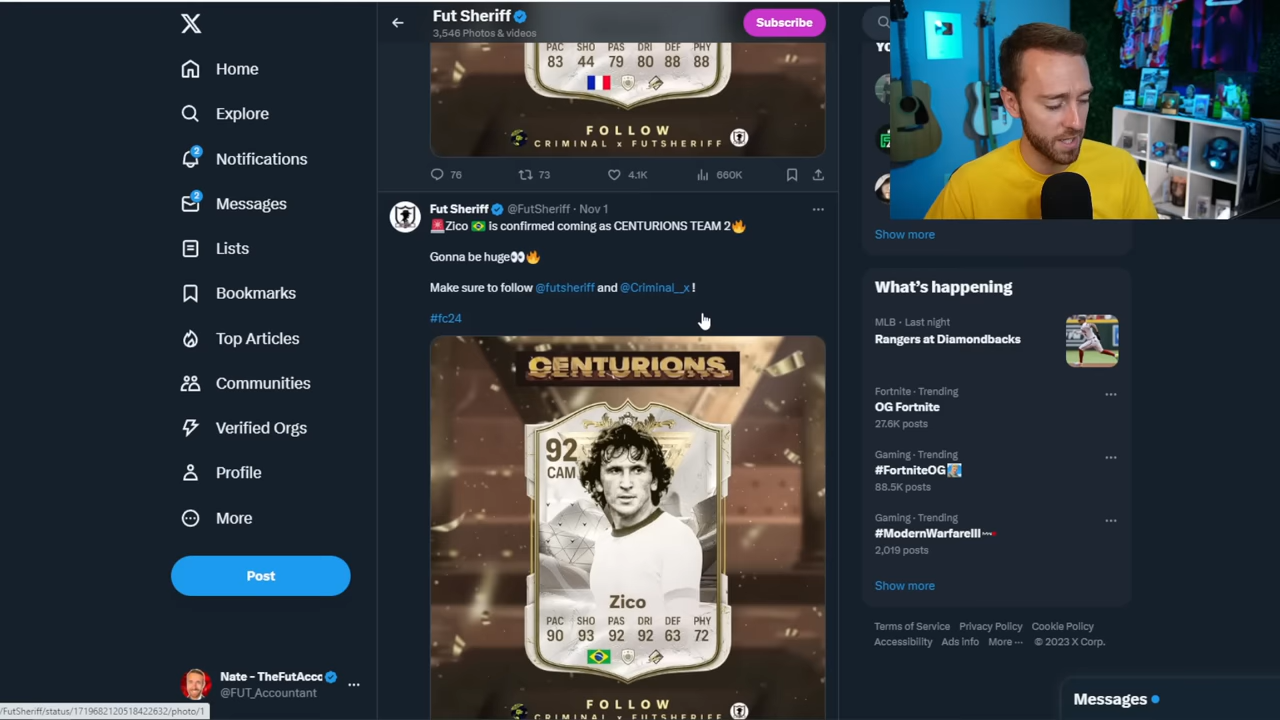 Home
Explore
2
Notifications
2
Messages
Lists
Bookmarks
Top Articles
Communities
Verified Orgs
Profile
More
Post
Nate - TheFutAcc
@FUT_Accountant
/FutSheriff/status/1719682120518422632/photo/1
Fut Sheriff
3,546 Photos & videos
Subscribe
PAC SHO PAS DRI DEF PHY
83 44 79 80 88 88
FOLLOW
CRIMINAL x FUTSHERIFF
76 73 4.1K 660K
Fut Sheriff @FutSheriff · Nov 1
🚨Zico 🇧🇷 is confirmed coming as CENTURIONS TEAM 2🔥
Gonna be huge👀🔥
Make sure to follow @futsheriff and @Criminal__x !
#fc24
CENTURIONS
92
CAM
Zico
PAC SHO PAS DRI DEF PHY
90 93 92 92 63 72
FOLLOW
CRIMINAL x FUTSHERIFF
Show more
What's happening
MLB · Last night
Rangers at Diamondbacks
Fortnite · Trending
OG Fortnite
27.6K posts
Gaming · Trending
#FortniteOG
88.5K posts
Gaming · Trending
#ModernWarfareIII
2,019 posts
Show more
Terms of Service Privacy Policy Cookie Policy
Accessibility Ads info More ··· © 2023 X Corp.
Messages